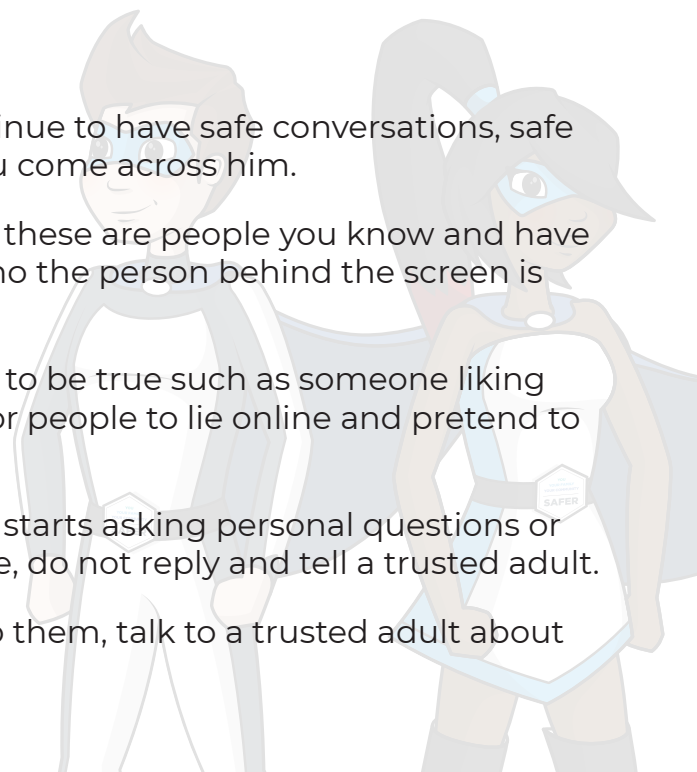 to have safe conversations, safe
come across him.
these are people you know and have
the person behind the screen is
to be true such as someone liking
people to lie online and pretend to
starts asking personal questions or
do not reply and tell a trusted adult.
them, talk to a trusted adult about
SAFER